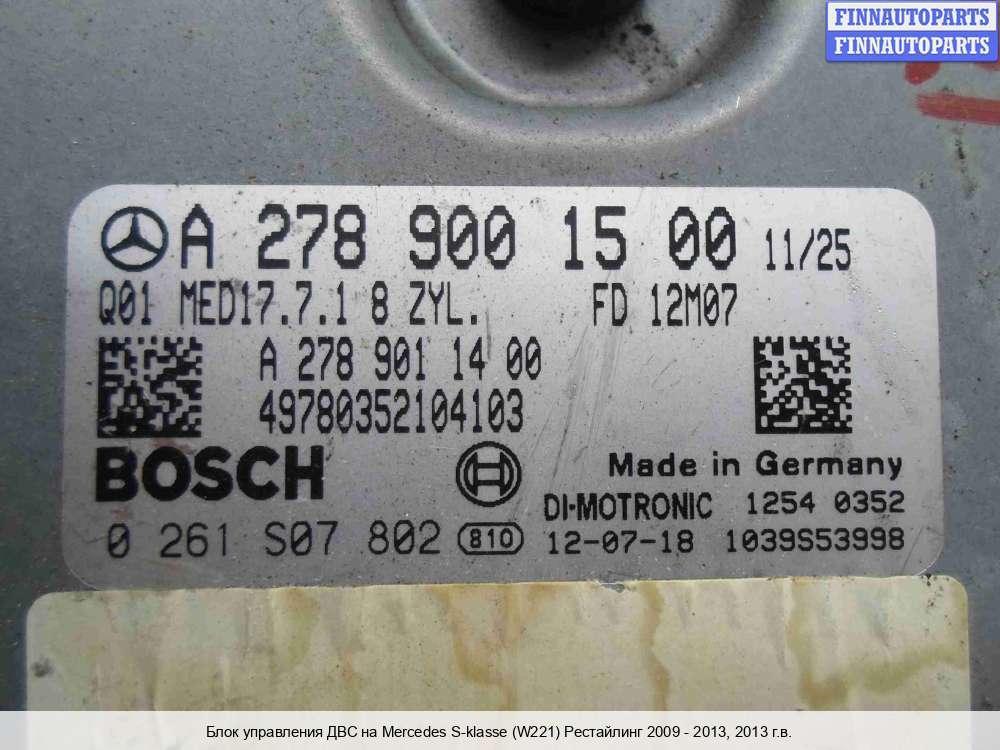 FINNAUTOPARTS
FINNAUTOPARTS
A 278 900 15 00 11/25
Q01 MED17.7.1 8 ZYL. FD 12M07
A 278 901 14 00
49780352104103
BOSCH
Made in Germany
DI-MOTRONIC 1254 0352
0 261 S07 802 810 12-07-18 1039S53998
Блок управления ДВС на Mercedes S-klasse (W221) Рестайлинг 2009 - 2013, 2013 г.в.